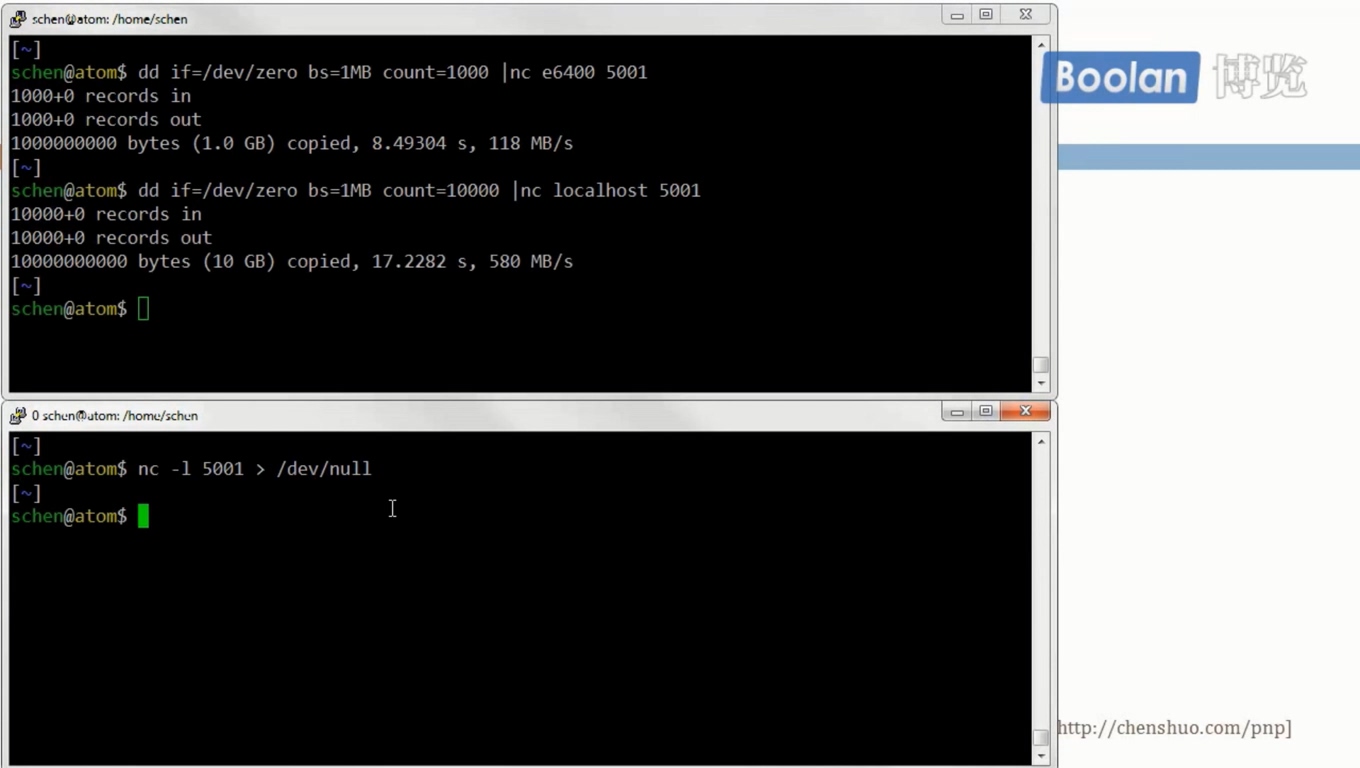 schen@atom: /home/schen
[~]
schen@atom$ dd if=/dev/zero bs=1MB count=1000 |nc e6400 5001
1000+0 records in
1000+0 records out
1000000000 bytes (1.0 GB) copied, 8.49304 s, 118 MB/s
[~]
schen@atom$ dd if=/dev/zero bs=1MB count=10000 |nc localhost 5001
10000+0 records in
10000+0 records out
10000000000 bytes (10 GB) copied, 17.2282 s, 580 MB/s
[~]
schen@atom$
Boolan 博览
0 schen@atom: /home/schen
[~]
schen@atom$ nc -l 5001 > /dev/null
[~]
schen@atom$
http://chenshuo.com/pnp]